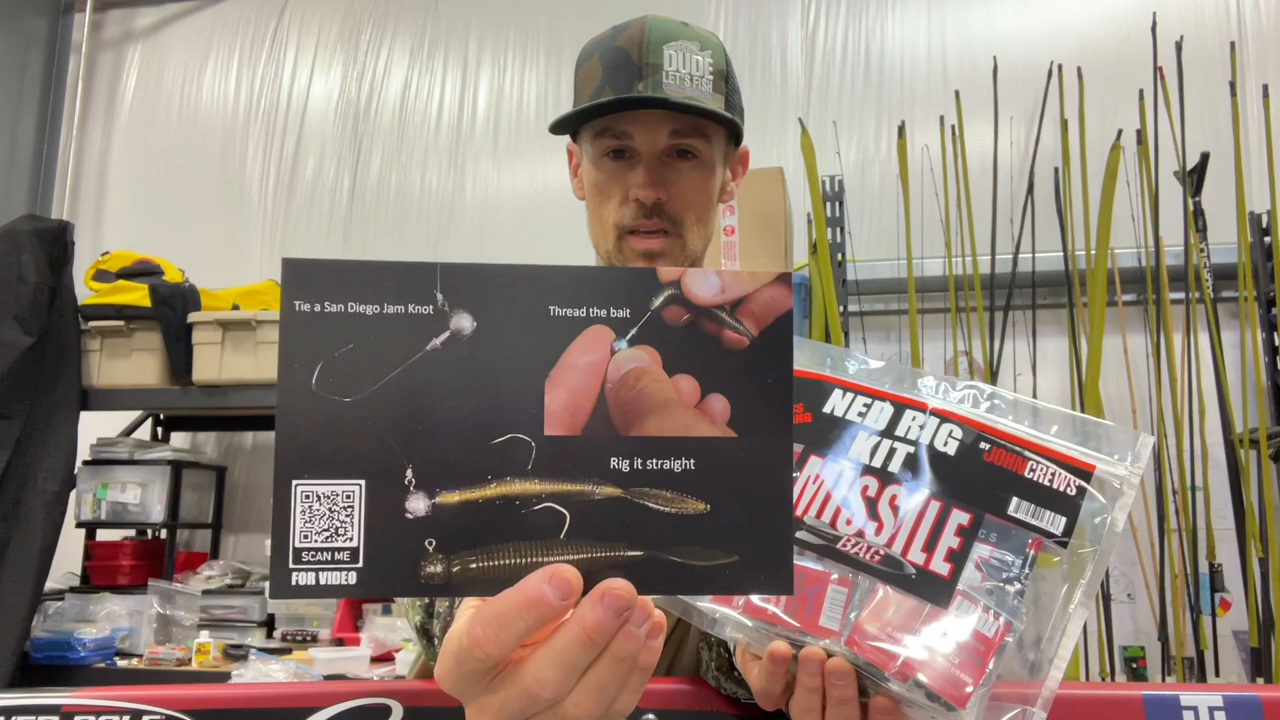 DUDE
LET'S FISH
Tie a San Diego Jam Knot
Thread the bait
Rig it straight
SCAN ME
FOR VIDEO
NED RIG
KIT
BY JOHN CREWS
MISSILE
BAG